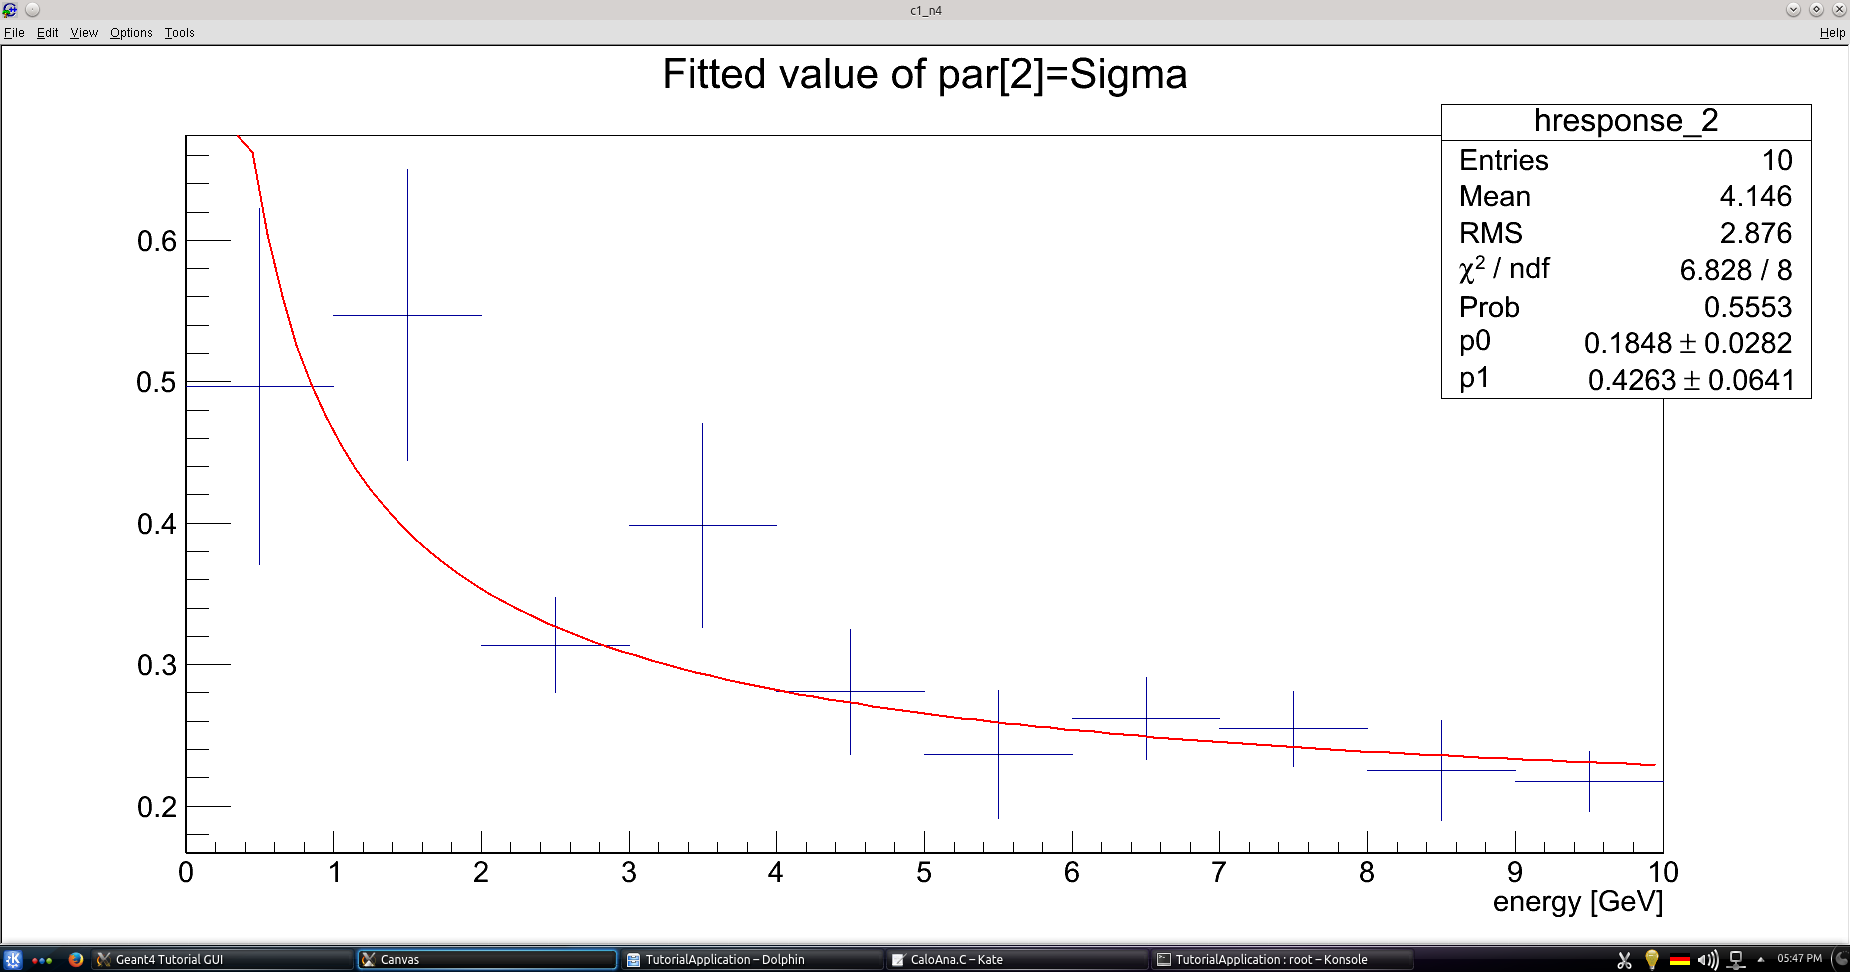 c1_n4
File Edit View Options Tools Help
Fitted value of par[2]=Sigma
hresponse_2
Entries 10
Mean 4.146
RMS 2.876
χ² / ndf 6.828 / 8
Prob 0.5553
p0 0.1848 ± 0.0282
p1 0.4263 ± 0.0641
0.6
0.5
0.4
0.3
0.2
0 1 2 3 4 5 6 7 8 9 10
energy [GeV]
Geant4 Tutorial GUI Canvas TutorialApplication – Dolphin CaloAna.C – Kate TutorialApplication : root – Konsole 05:47 PM